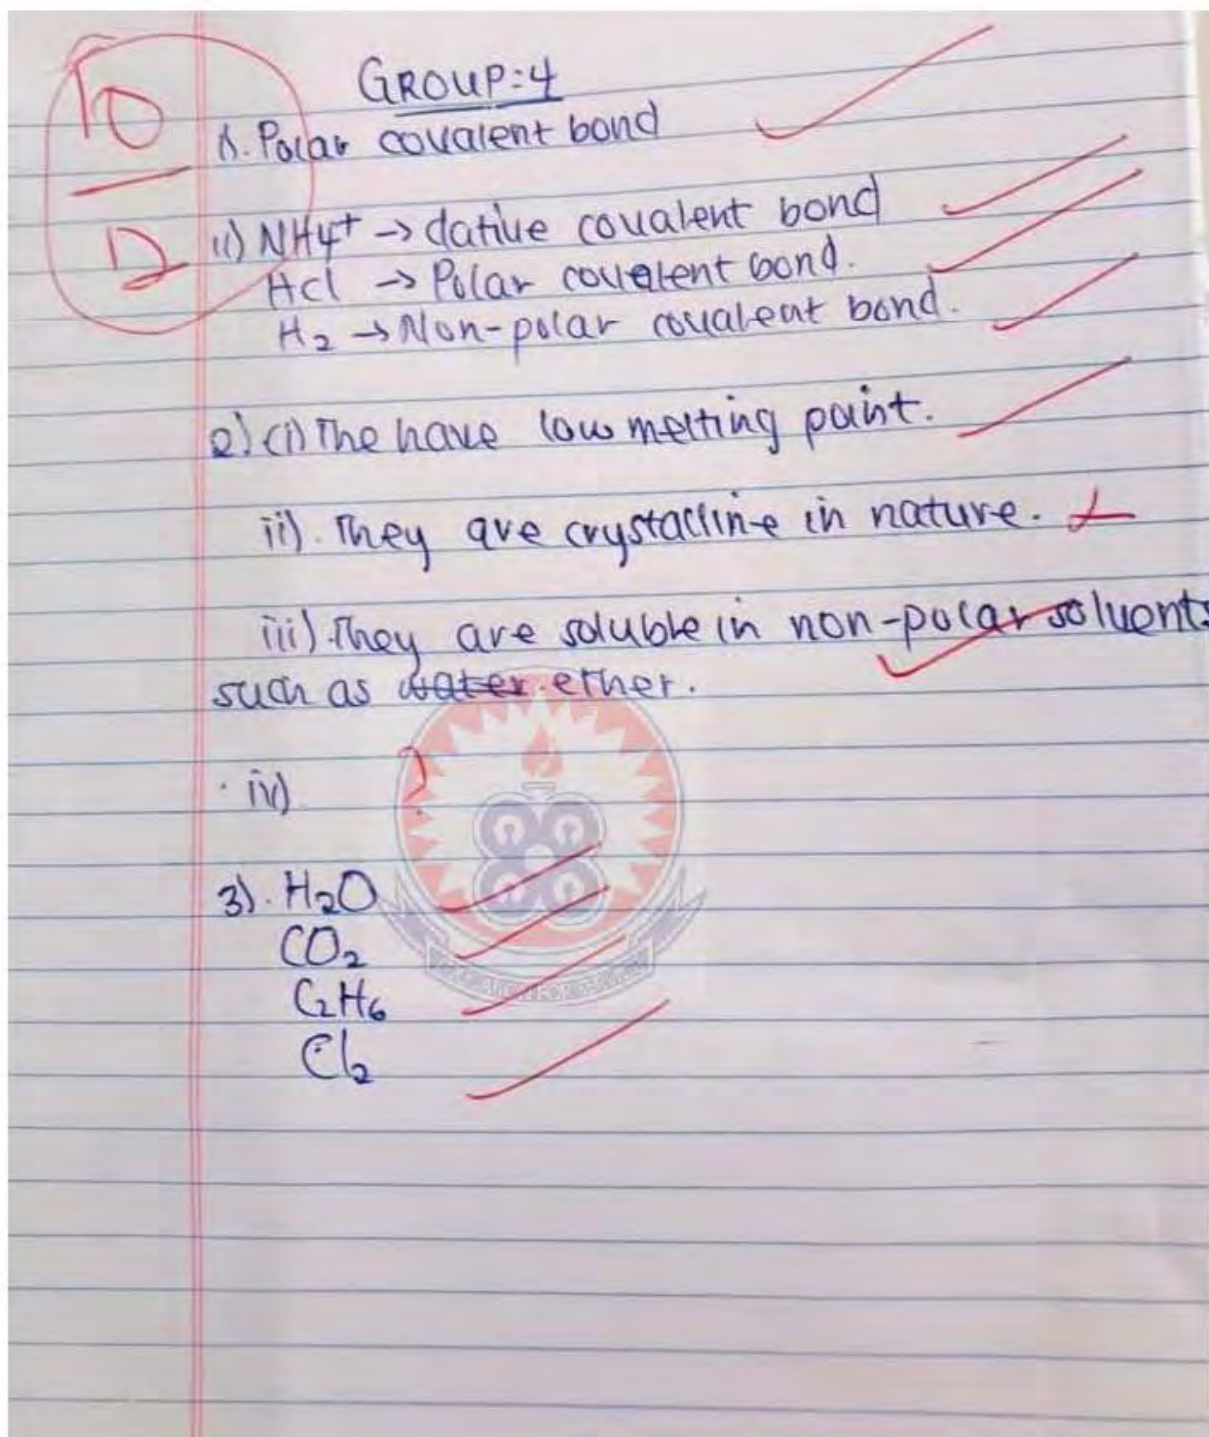 10
12
GROUP:4
1). Polar covalent bond
ii) NH4+ → dative covalent bond
HCl → Polar covalent bond.
H2 → Non-polar covalent bond.
2) (i) The have low melting point.
ii). They are crystalline in nature.
iii) They are soluble in non-polar solvents
such as water ether.
iv) ?
3). H2O
CO2
C2H6
Cl2